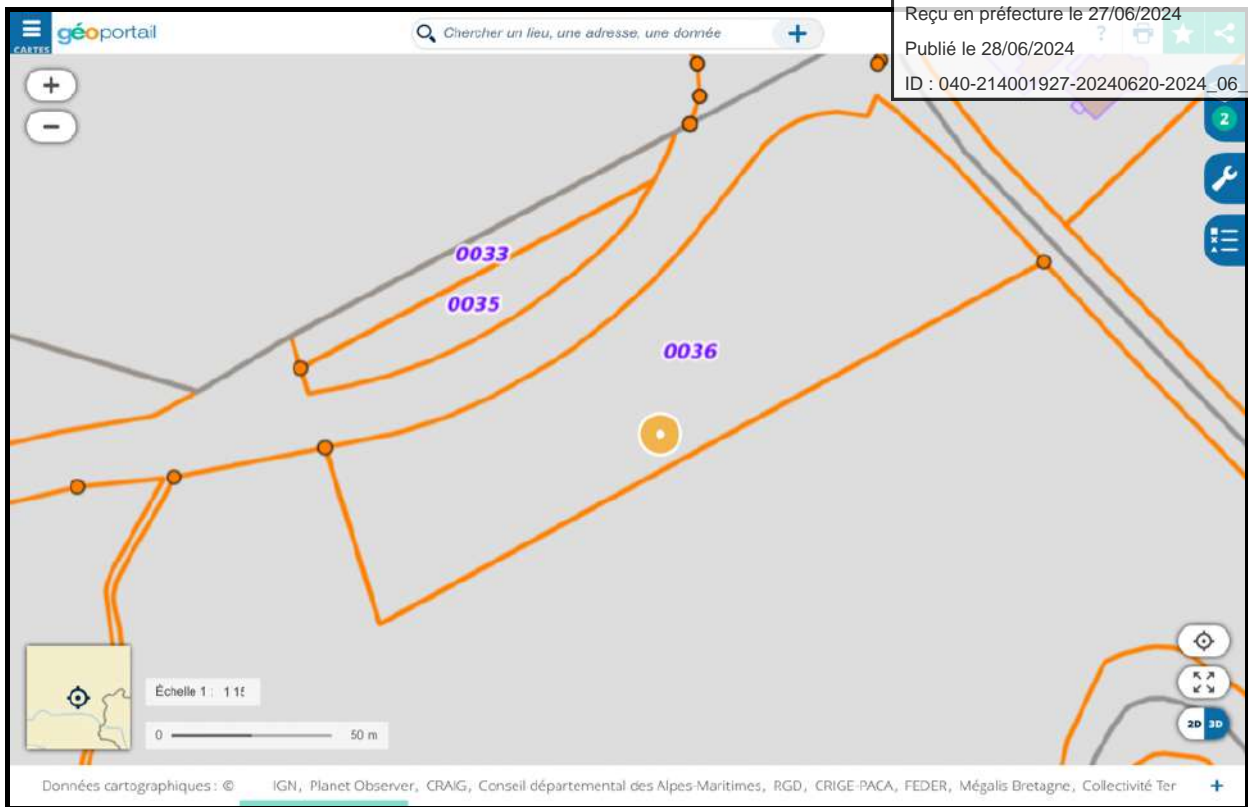 Reçu en préfecture le 27/06/2024
Publié le 28/06/2024
ID : 040-214001927-20240620-2024_06_
CARTES
géoportail
Chercher un lieu, une adresse, une donnée
+
?
+
−
2
0033
0035
0036
Échelle 1 : 1 15
0 50 m
2D 3D
Données cartographiques : © IGN, Planet Observer, CRAIG, Conseil départemental des Alpes-Maritimes, RGD, CRIGE-PACA, FEDER, Mégalis Bretagne, Collectivité Ter +